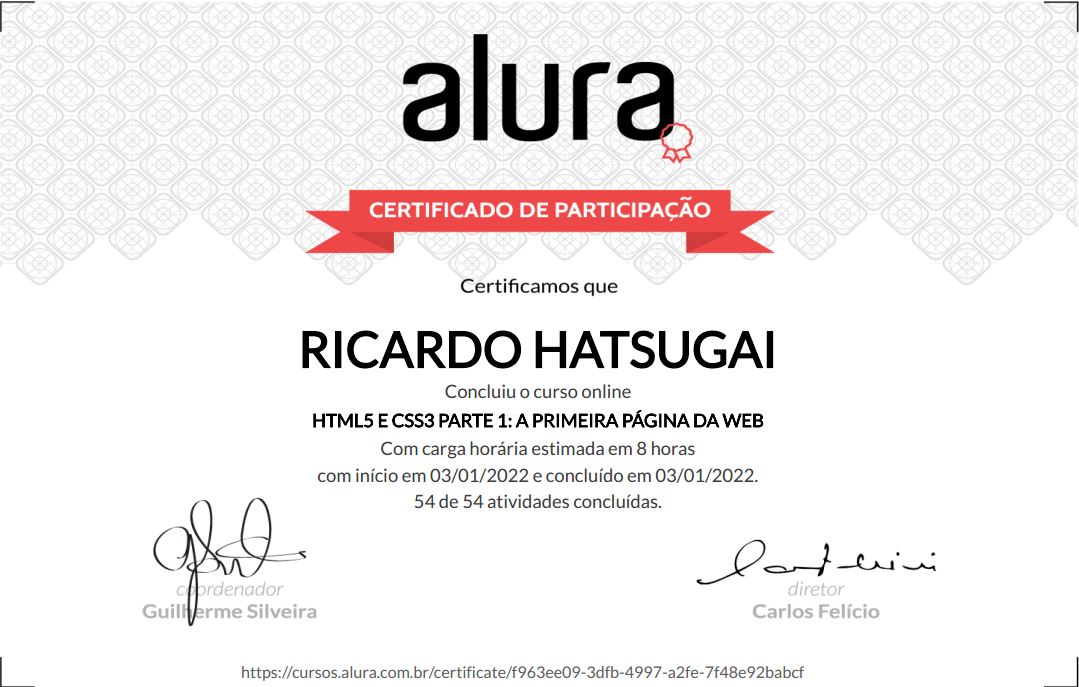 alura
CERTIFICADO DE PARTICIPAÇÃO
Certificamos que
RICARDO HATSUGAI
Concluiu o curso online
HTML5 E CSS3 PARTE 1: A PRIMEIRA PÁGINA DA WEB
Com carga horária estimada em 8 horas
com início em 03/01/2022 e concluído em 03/01/2022.
54 de 54 atividades concluídas.
coordenador
Guilherme Silveira
diretor
Carlos Felício
https://cursos.alura.com.br/certificate/f963ee09-3dfb-4997-a2fe-7f48e92babcf